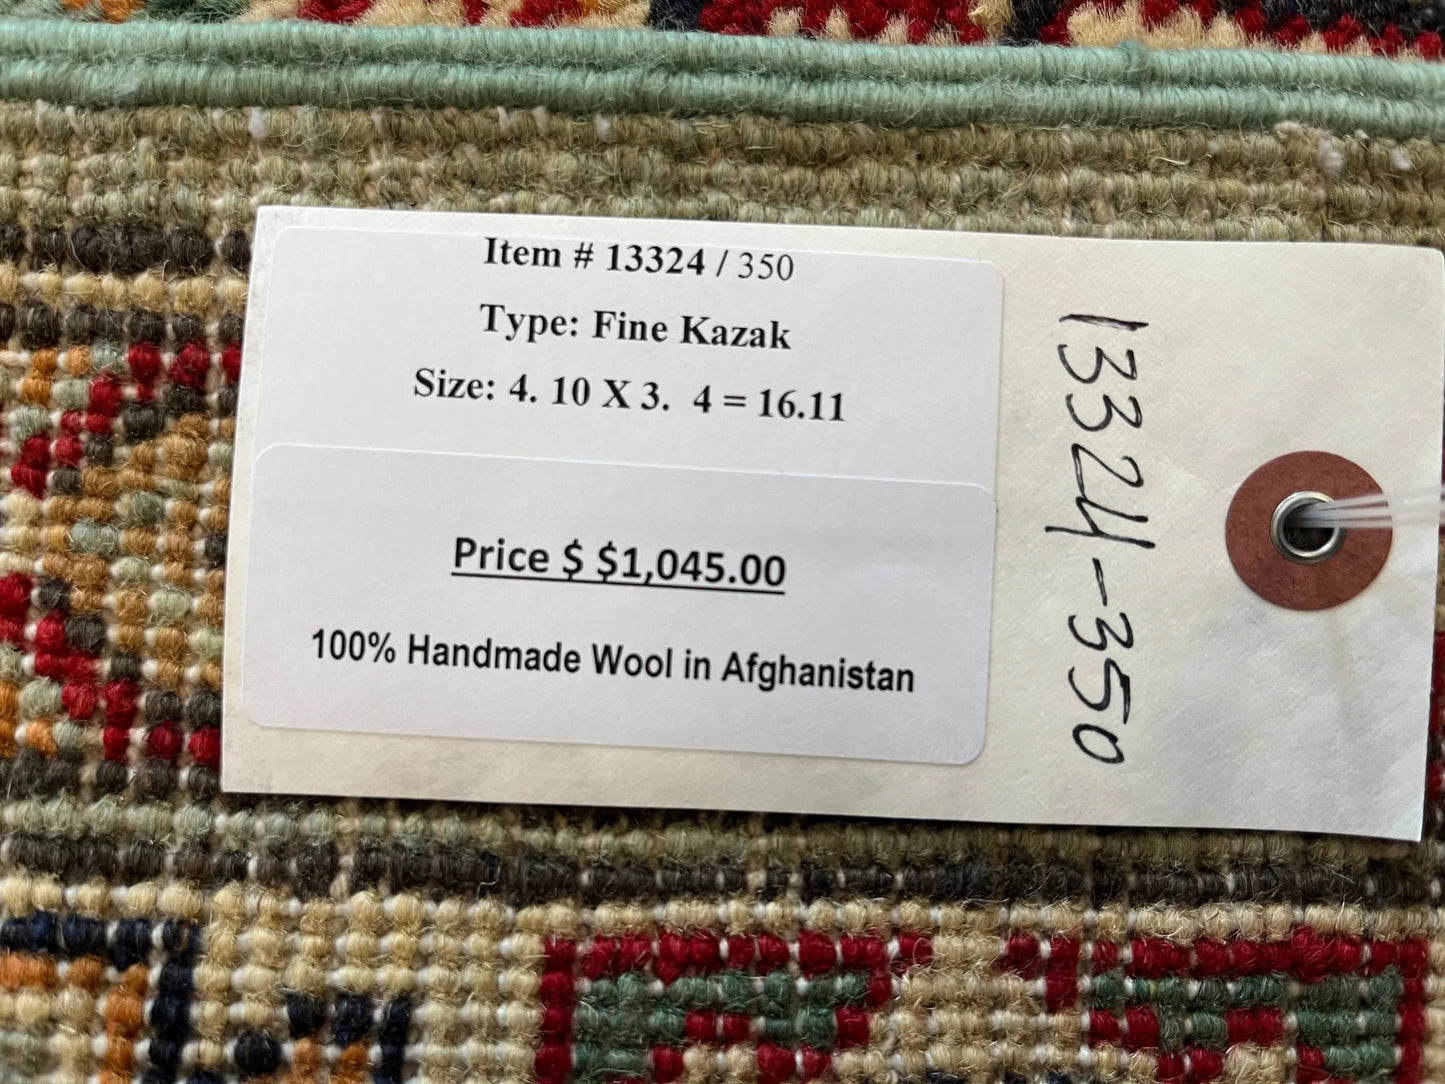 Item # 13324 / 350
Type: Fine Kazak
Size: 4. 10 X 3. 4 = 16.11
Price $ $1,045.00
100% Handmade Wool in Afghanistan
13324-350